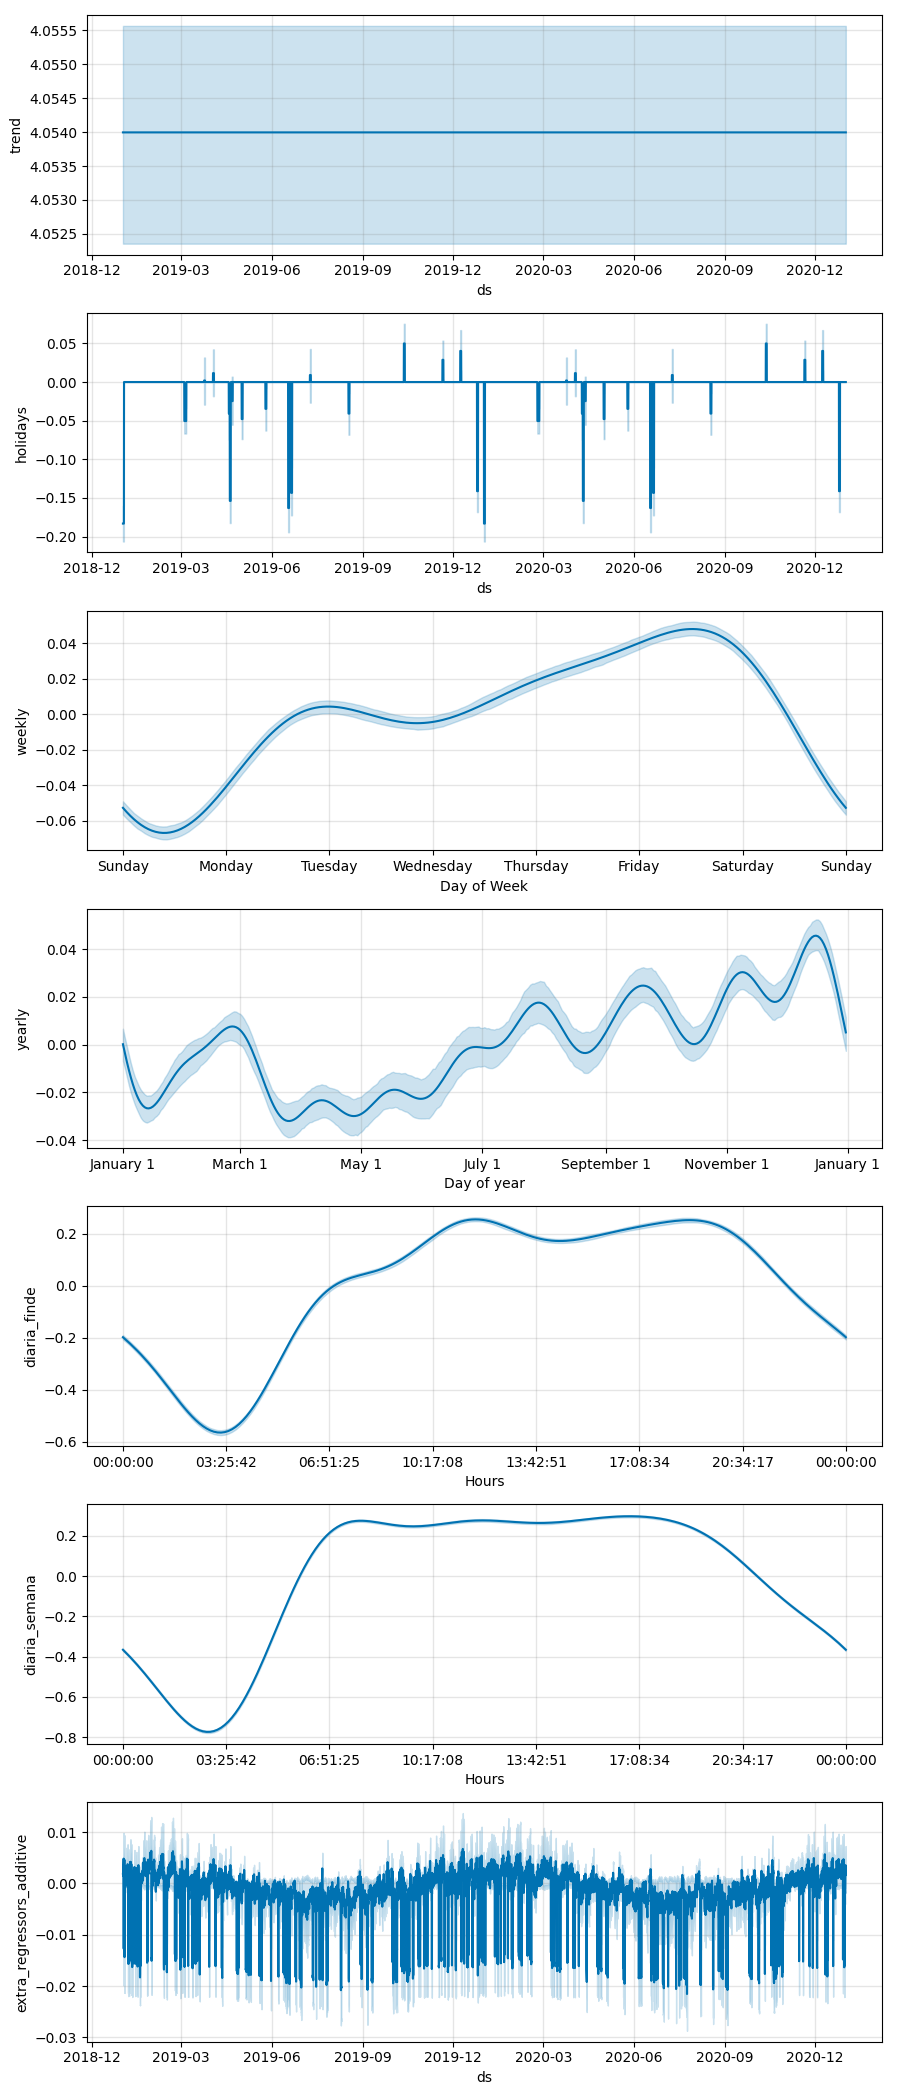 4.0555
4.0550
4.0545
4.0540
4.0535
4.0530
4.0525
trend
2018-12 2019-03 2019-06 2019-09 2019-12 2020-03 2020-06 2020-09 2020-12
ds
0.05
0.00
−0.05
−0.10
−0.15
−0.20
holidays
2018-12 2019-03 2019-06 2019-09 2019-12 2020-03 2020-06 2020-09 2020-12
ds
0.04
0.02
0.00
−0.02
−0.04
−0.06
weekly
Sunday Monday Tuesday Wednesday Thursday Friday Saturday Sunday
Day of Week
0.04
0.02
0.00
−0.02
−0.04
yearly
January 1 March 1 May 1 July 1 September 1 November 1 January 1
Day of year
0.2
0.0
−0.2
−0.4
−0.6
diaria_finde
00:00:00 03:25:42 06:51:25 10:17:08 13:42:51 17:08:34 20:34:17 00:00:00
Hours
0.2
0.0
−0.2
−0.4
−0.6
−0.8
diaria_semana
00:00:00 03:25:42 06:51:25 10:17:08 13:42:51 17:08:34 20:34:17 00:00:00
Hours
0.01
0.00
−0.01
−0.02
−0.03
extra_regressors_additive
2018-12 2019-03 2019-06 2019-09 2019-12 2020-03 2020-06 2020-09 2020-12
ds